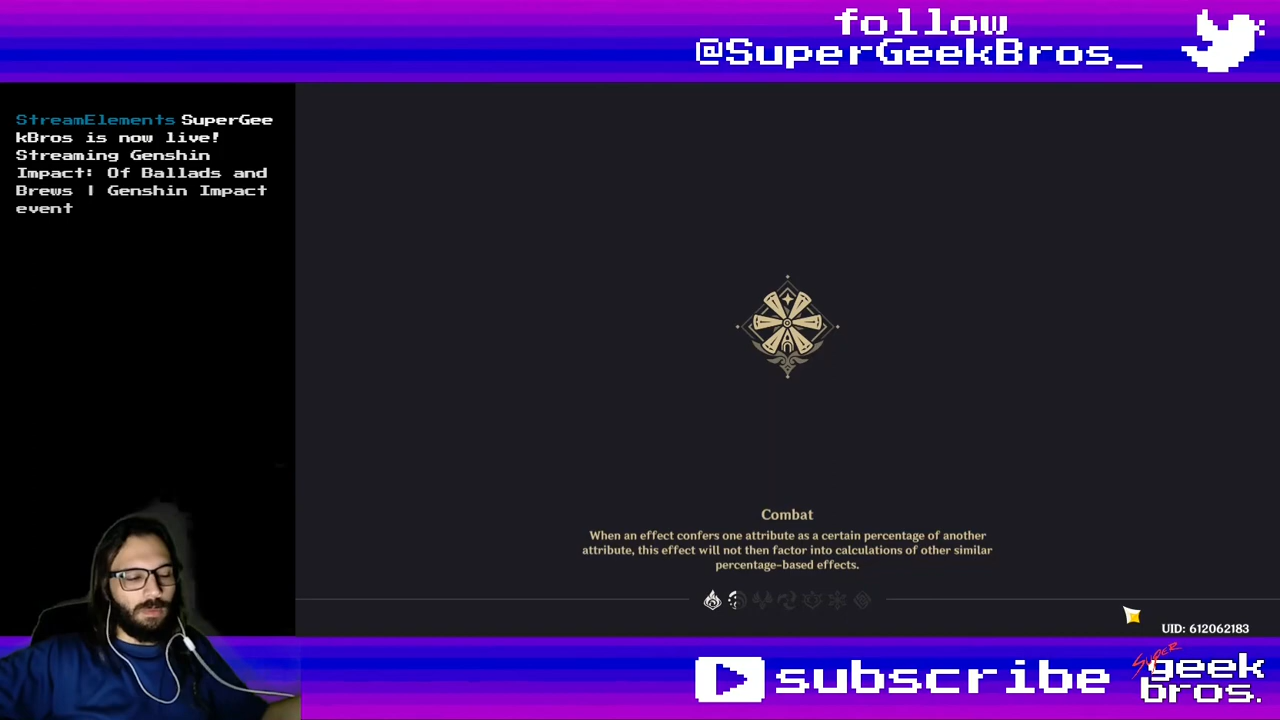 follow
@SuperGeekBros_
StreamElements SuperGee
kBros is now live!
Streaming Genshin
Impact: Of Ballads and
Brews | Genshin Impact
event
Combat
When an effect confers one attribute as a certain percentage of another
attribute, this effect will not then factor into calculations of other similar
percentage-based effects.
UID: 612062183
subscribe
Super
geek
bros.